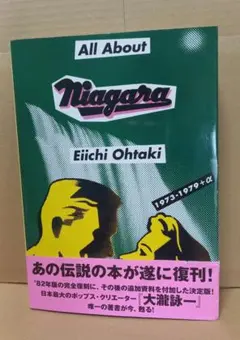 All About
Niagara
Eiichi Ohtaki
1973-1979+α
あの伝説の本が遂に復刊!
'82年版の完全復刻に、その後の追加資料を付加した決定版!
日本最大のポップス・クリエーター『大瀧詠一』
唯一の著書が今、甦る!